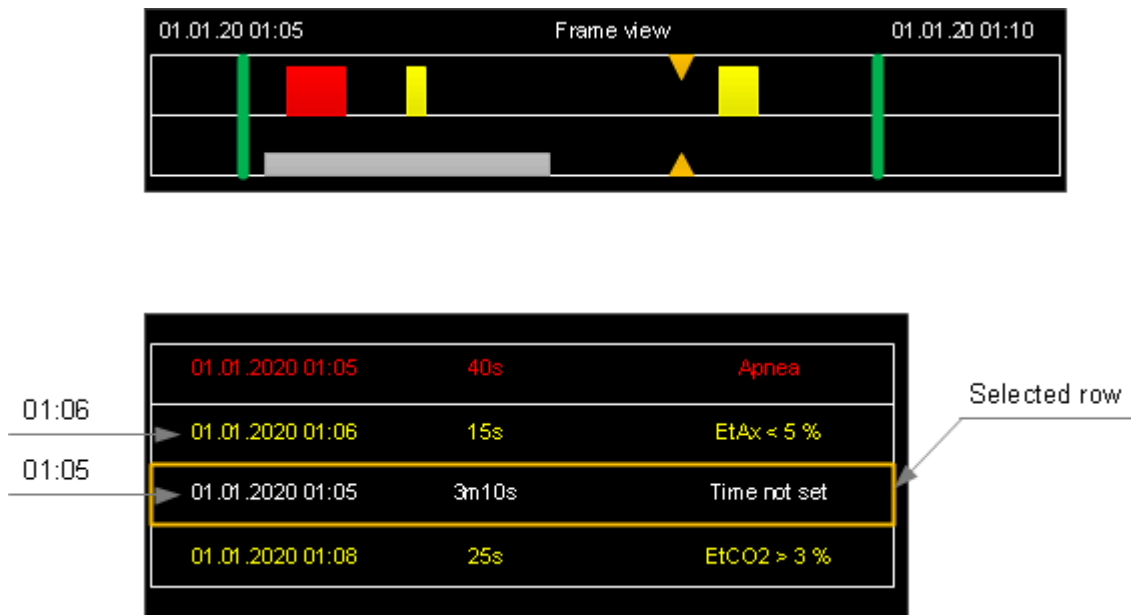 01.01.20 01:05 Frame view 01.01.20 01:10
01.01.2020 01:05 40s Apnea
Selected row
01:06
01.01.2020 01:06 15s EtAx < 5 %
01:05
01.01.2020 01:05 3m10s Time not set
01.01.2020 01:08 25s EtCO2 > 3 %